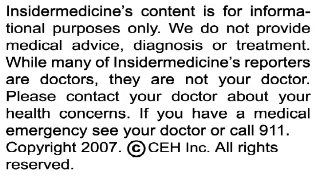 Insidermedicine's content is for informa-
tional purposes only. We do not provide
medical advice, diagnosis or treatment.
While many of Insidermedicine's reporters
are doctors, they are not your doctor.
Please contact your doctor about your
health concerns. If you have a medical
emergency see your doctor or call 911.
Copyright 2007. ©CEH Inc. All rights
reserved.